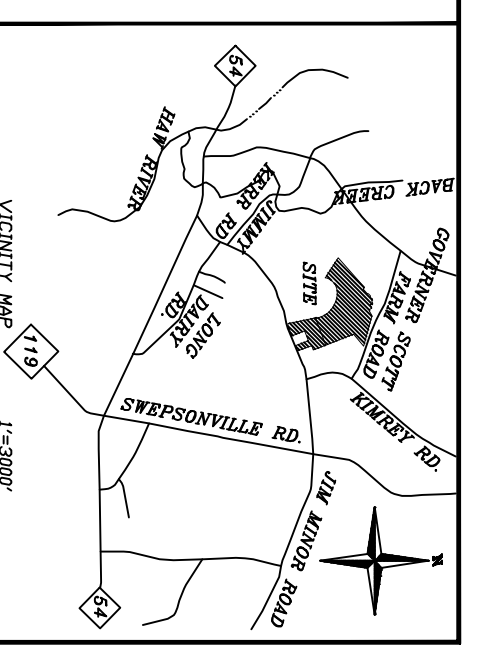 54
HAW RIVER
KERR RD
JIMMY
BACK CREEK
GOVERNER SCOTT
FARM ROAD
SITE
LONG
DAIRY
RD.
KIMREY RD.
SWEPSONVILLE RD.
JIM MINOR ROAD
N
119
54
VICINITY MAP
1"=3000'